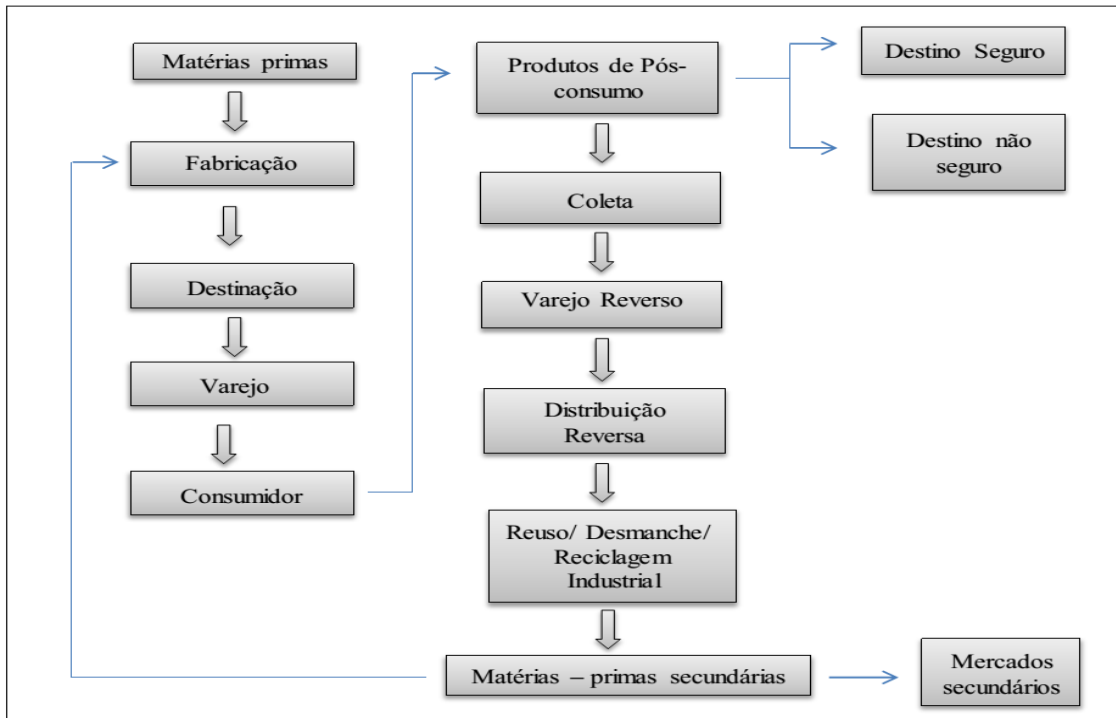 Matérias primas
Fabricação
Destinação
Varejo
Consumidor
Produtos de Pós-
consumo
Coleta
Varejo Reverso
Distribuição
Reversa
Reuso/ Desmanche/
Reciclagem
Industrial
Matérias – primas secundárias
Destino Seguro
Destino não
seguro
Mercados
secundários